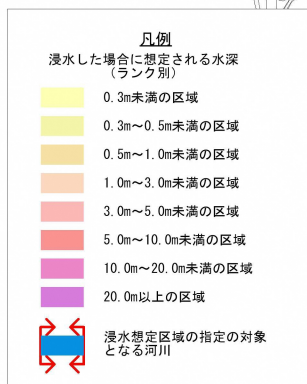 凡例
浸水した場合に想定される水深
（ランク別）
0.3m未満の区域
0.3m～0.5m未満の区域
0.5m～1.0m未満の区域
1.0m～3.0m未満の区域
3.0m～5.0m未満の区域
5.0m～10.0m未満の区域
10.0m～20.0m未満の区域
20.0m以上の区域
浸水想定区域の指定の対象
となる河川